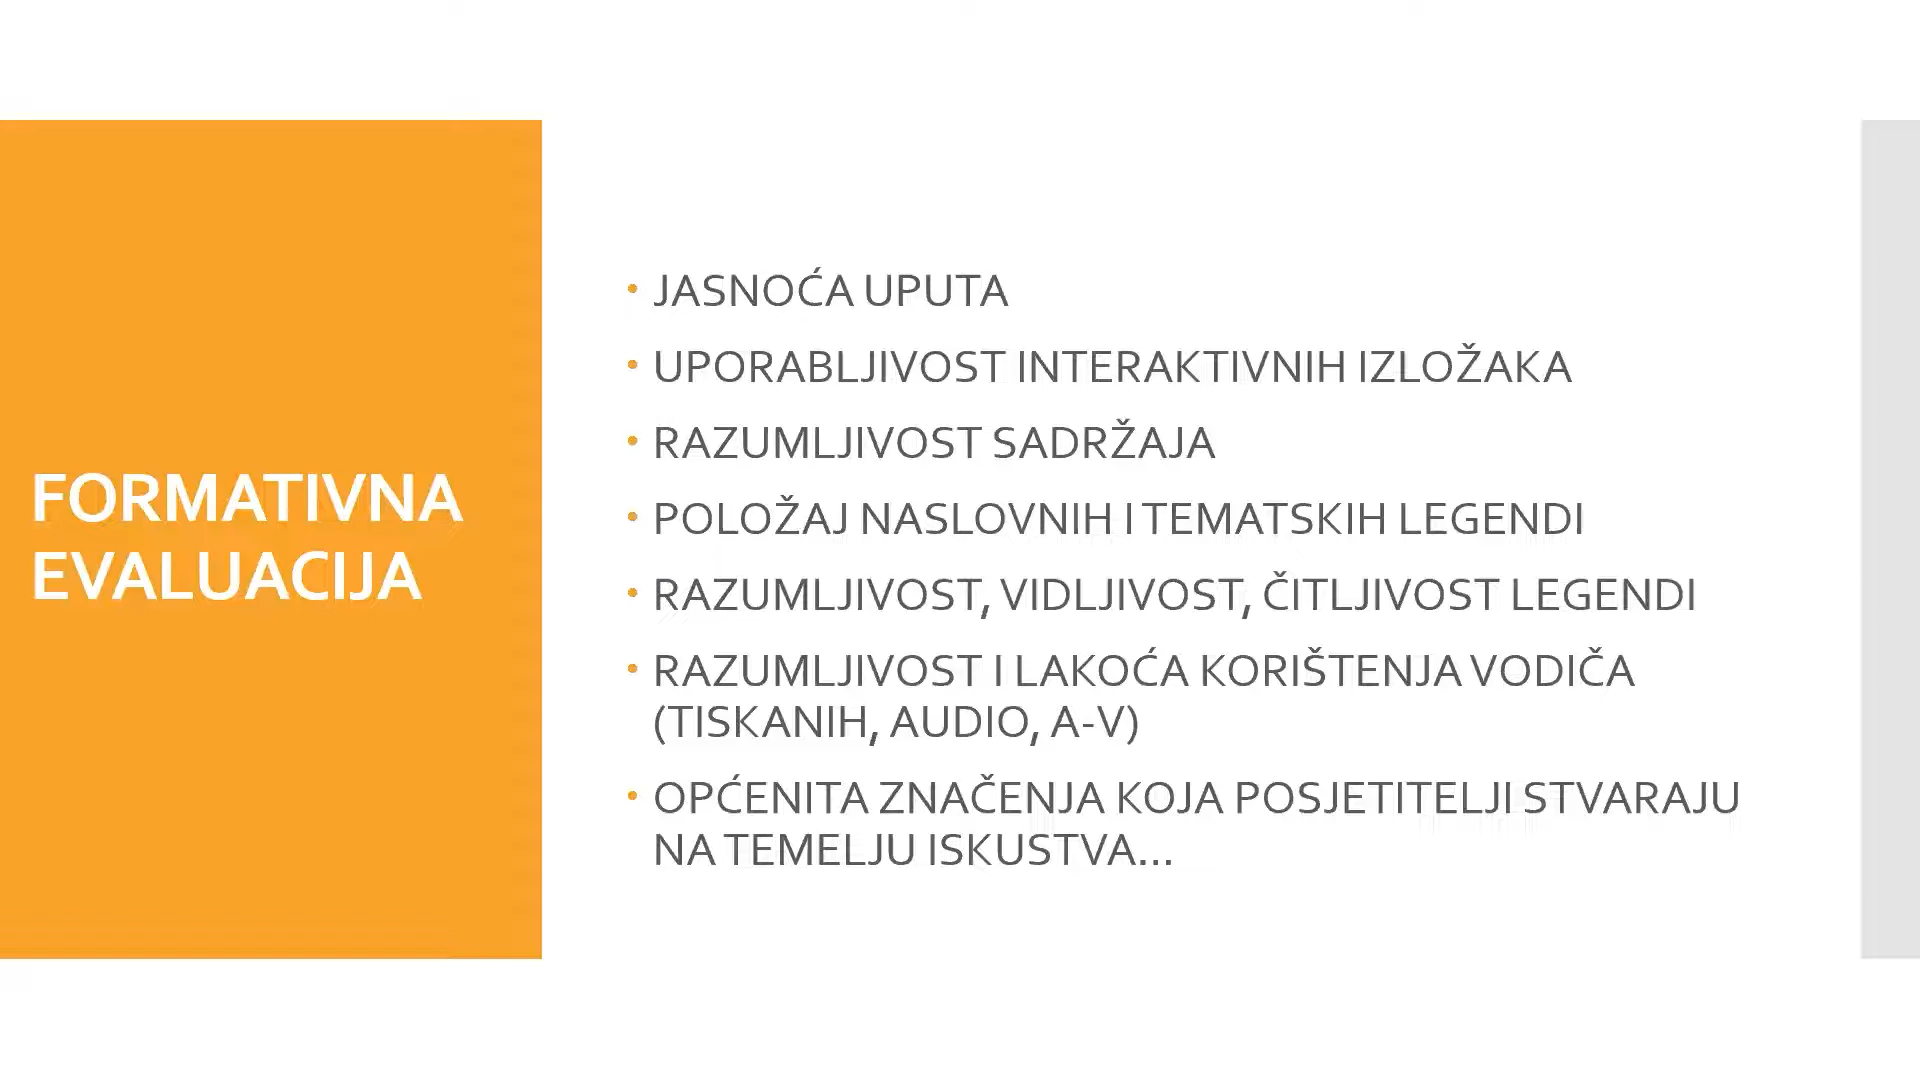 FORMATIVNA
EVALUACIJA
• JASNOĆA UPUTA
• UPORABLJIVOST INTERAKTIVNIH IZLOŽAKA
• RAZUMLJIVOST SADRŽAJA
• POLOŽAJ NASLOVNIH I TEMATSKIH LEGENDI
• RAZUMLJIVOST, VIDLJIVOST, ČITLJIVOST LEGENDI
• RAZUMLJIVOST I LAKOĆA KORIŠTENJA VODIČA
(TISKANIH, AUDIO, A-V)
• OPĆENITA ZNAČENJA KOJA POSJETITELJI STVARAJU
NA TEMELJU ISKUSTVA...